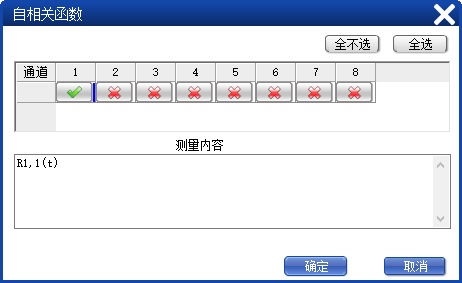 自相关函数
全不选 全选
通道 1 2 3 4 5 6 7 8
测量内容
R1,1(t)
确定 取消